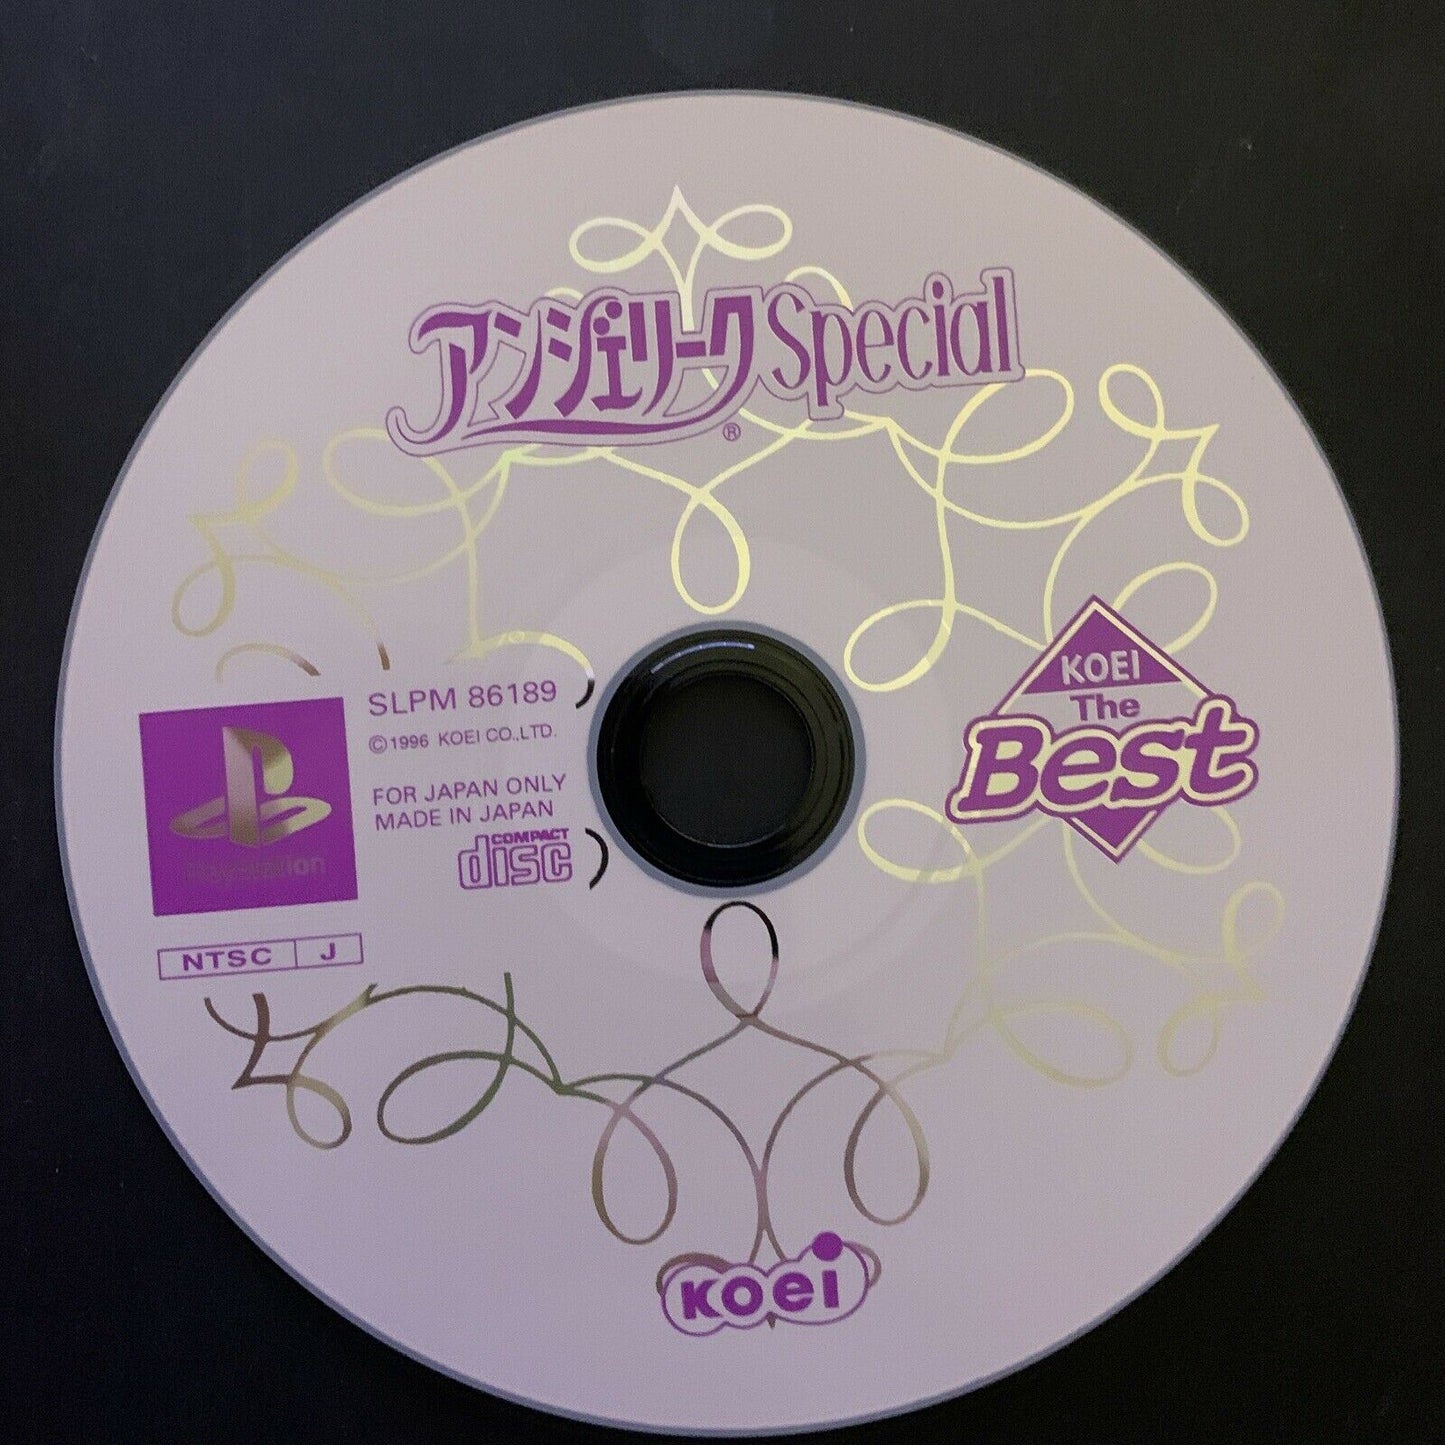 アンジェリークSpecial
®
KOEI
The
Best
SLPM 86189
©1996 KOEI CO.,LTD.
FOR JAPAN ONLY
MADE IN JAPAN
COMPACT
disc
PlayStation
NTSC J
KOEI